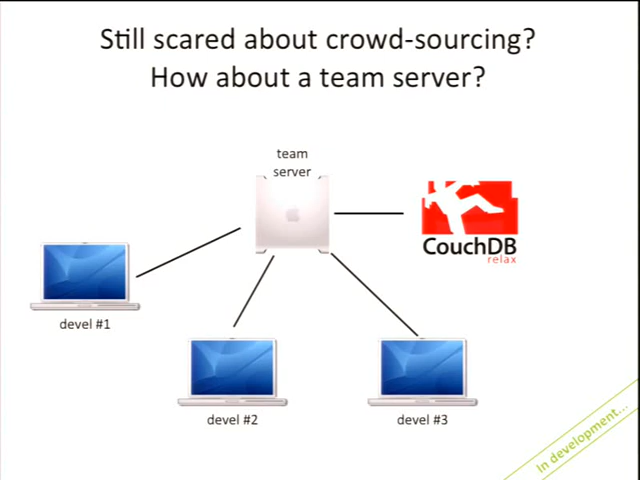 Still scared about crowd-sourcing?
How about a team server?
team
server
CouchDB
relax
devel #1
devel #2
devel #3
In development...